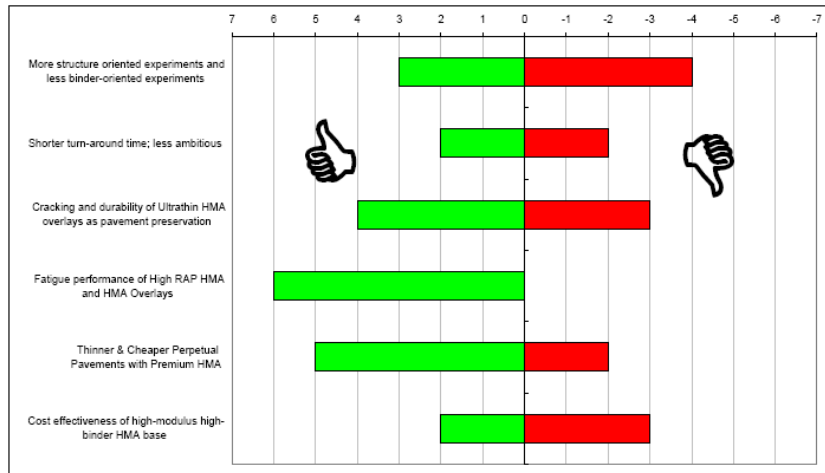 7 6 5 4 3 2 1 0 -1 -2 -3 -4 -5 -6 -7
More structure oriented experiments and
less binder-oriented experiments
Shorter turn-around time; less ambitious
Cracking and durability of Ultrathin HMA
overlays as pavement preservation
Fatigue performance of High RAP HMA
and HMA Overlays
Thinner & Cheaper Perpetual
Pavements with Premium HMA
Cost effectiveness of high-modulus high-
binder HMA base